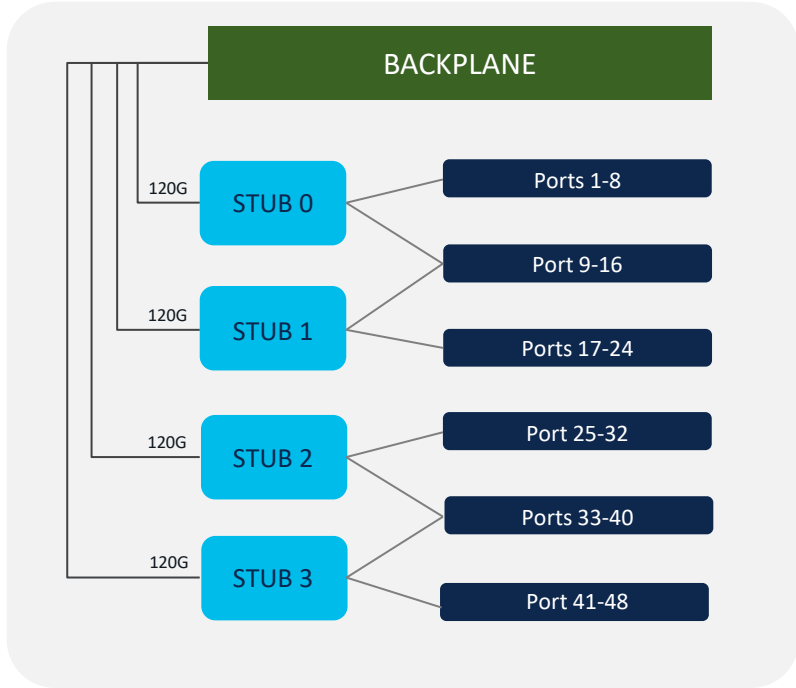 BACKPLANE
120G
STUB 0
Ports 1-8
Port 9-16
120G
STUB 1
Ports 17-24
120G
STUB 2
Port 25-32
Ports 33-40
120G
STUB 3
Port 41-48